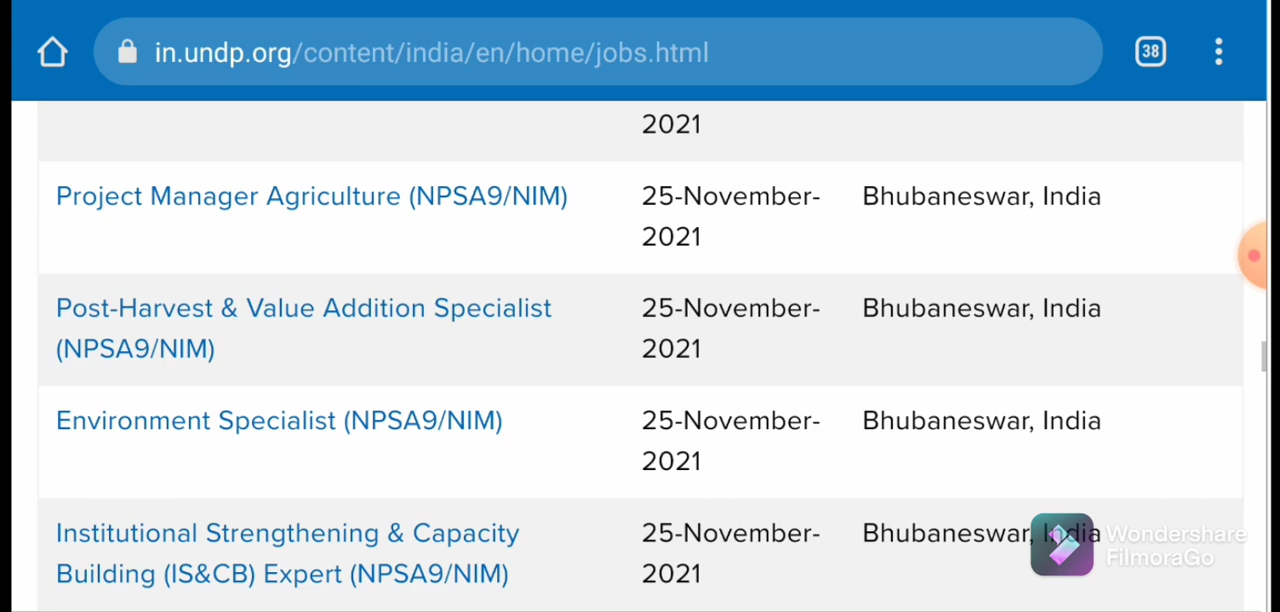 in.undp.org/content/india/en/home/jobs.html
38
2021
Project Manager Agriculture (NPSA9/NIM)
25-November-
2021
Bhubaneswar, India
Post-Harvest & Value Addition Specialist
(NPSA9/NIM)
25-November-
2021
Bhubaneswar, India
Environment Specialist (NPSA9/NIM)
25-November-
2021
Bhubaneswar, India
Institutional Strengthening & Capacity
Building (IS&CB) Expert (NPSA9/NIM)
25-November-
2021
Bhubaneswar, India
Wondershare
FilmoraGo